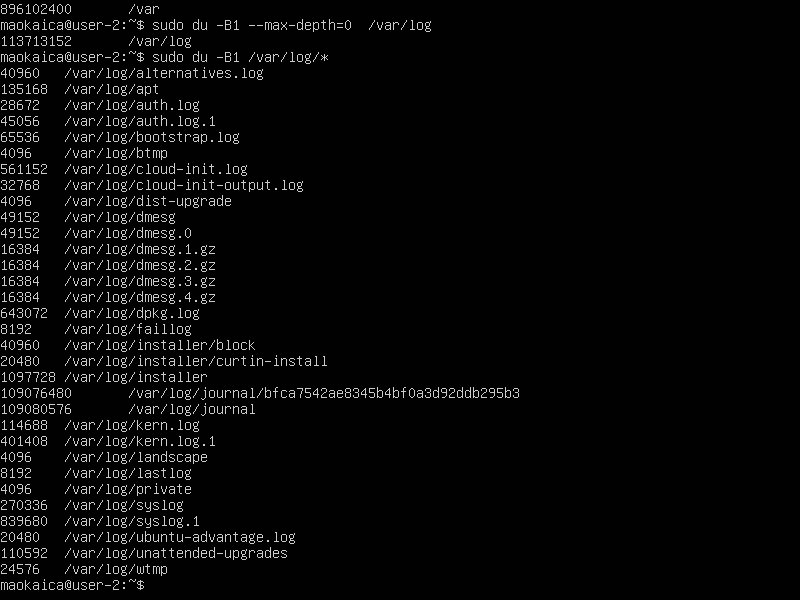 896102400       /var
maokaica@user-2:~$ sudo du -B1 --max-depth=0  /var/log
113713152       /var/log
maokaica@user-2:~$ sudo du -B1 /var/log/*
40960   /var/log/alternatives.log
135168  /var/log/apt
28672   /var/log/auth.log
45056   /var/log/auth.log.1
65536   /var/log/bootstrap.log
4096    /var/log/btmp
561152  /var/log/cloud-init.log
32768   /var/log/cloud-init-output.log
4096    /var/log/dist-upgrade
49152   /var/log/dmesg
49152   /var/log/dmesg.0
16384   /var/log/dmesg.1.gz
16384   /var/log/dmesg.2.gz
16384   /var/log/dmesg.3.gz
16384   /var/log/dmesg.4.gz
643072  /var/log/dpkg.log
8192    /var/log/faillog
40960   /var/log/installer/block
20480   /var/log/installer/curtin-install
1097728 /var/log/installer
109076480       /var/log/journal/bfca7542ae8345b4bf0a3d92ddb295b3
109080576       /var/log/journal
114688  /var/log/kern.log
401408  /var/log/kern.log.1
4096    /var/log/landscape
8192    /var/log/lastlog
4096    /var/log/private
270336  /var/log/syslog
839680  /var/log/syslog.1
20480   /var/log/ubuntu-advantage.log
110592  /var/log/unattended-upgrades
24576   /var/log/wtmp
maokaica@user-2:~$